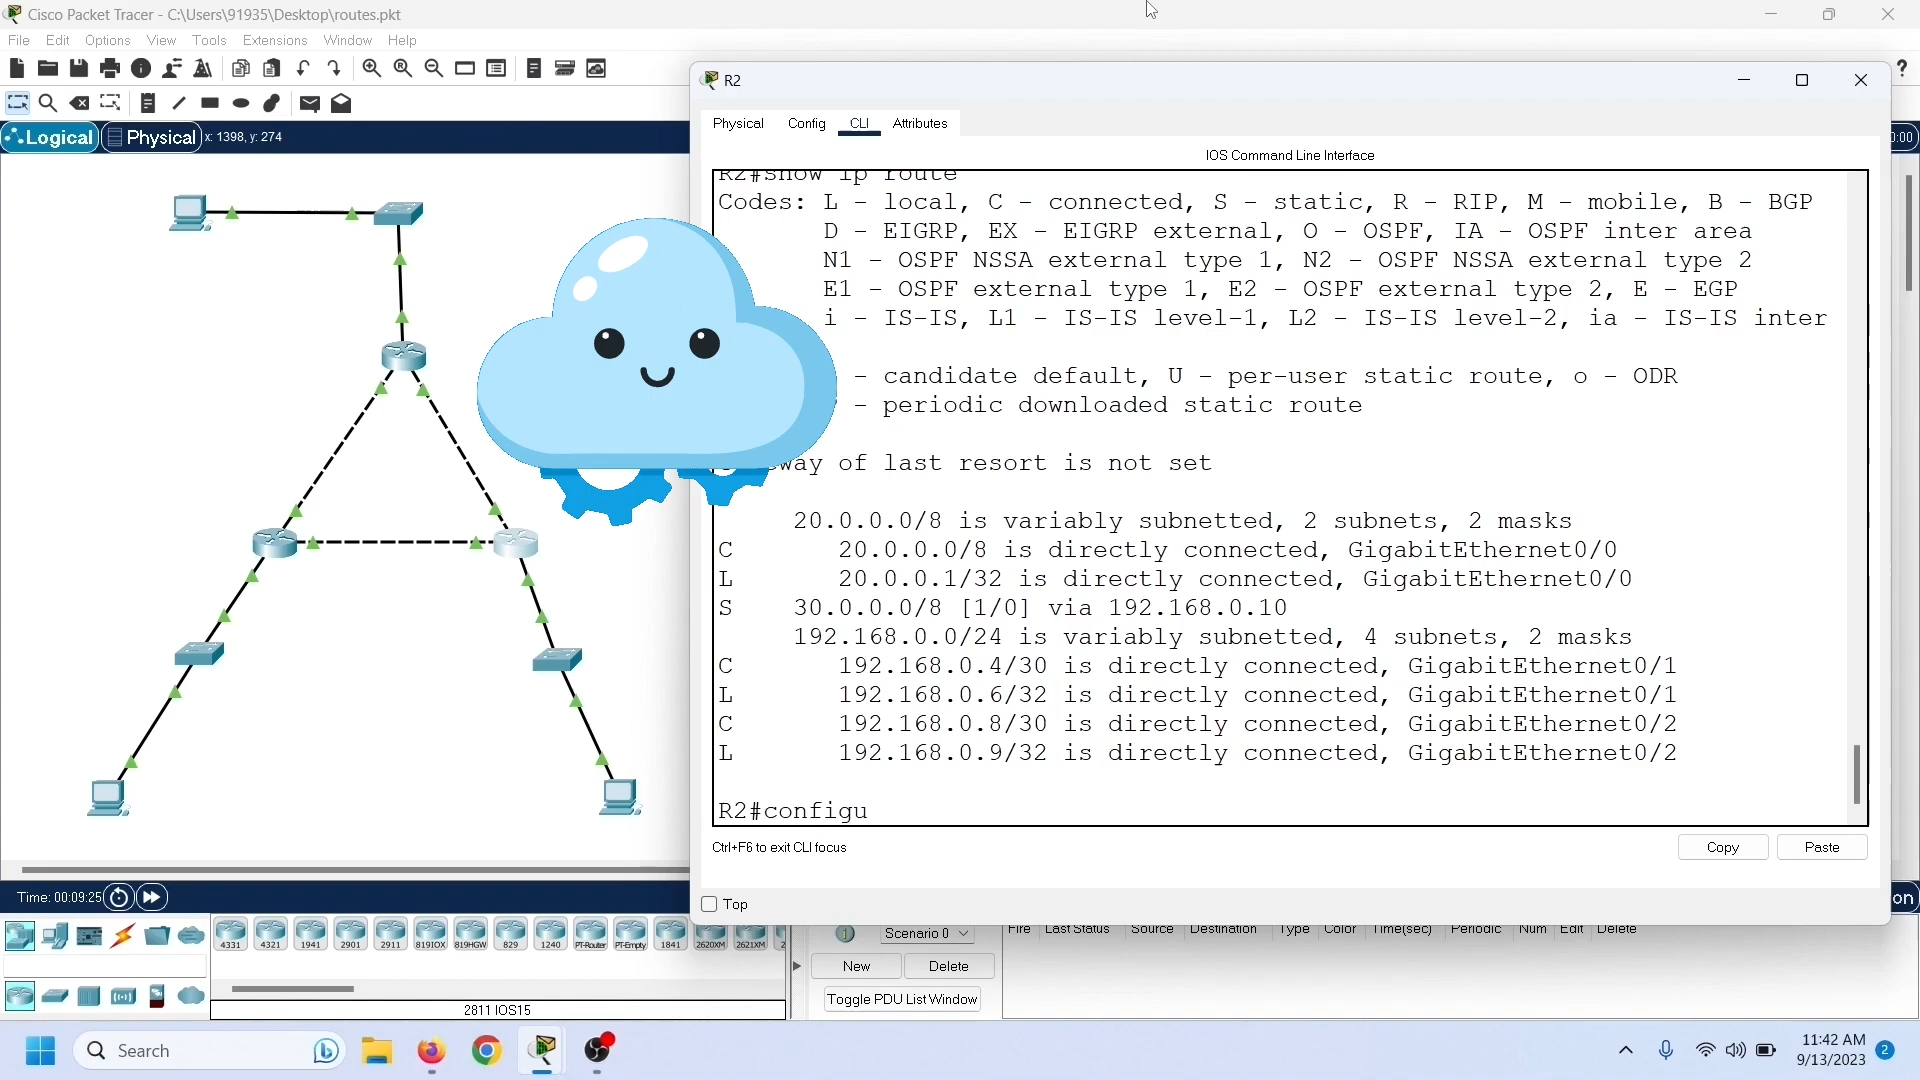 Cisco Packet Tracer - C:\Users\91935\Desktop\routes.pkt
File Edit Options View Tools Extensions Window Help
Logical Physical x: 1398, y: 274
R2
Physical Config CLI Attributes
IOS Command Line Interface
R2#show ip route
Codes: L - local, C - connected, S - static, R - RIP, M - mobile, B - BGP
D - EIGRP, EX - EIGRP external, O - OSPF, IA - OSPF inter area
N1 - OSPF NSSA external type 1, N2 - OSPF NSSA external type 2
E1 - OSPF external type 1, E2 - OSPF external type 2, E - EGP
i - IS-IS, L1 - IS-IS level-1, L2 - IS-IS level-2, ia - IS-IS inter
- candidate default, U - per-user static route, o - ODR
- periodic downloaded static route
way of last resort is not set
20.0.0.0/8 is variably subnetted, 2 subnets, 2 masks
C 20.0.0.0/8 is directly connected, GigabitEthernet0/0
L 20.0.0.1/32 is directly connected, GigabitEthernet0/0
S 30.0.0.0/8 [1/0] via 192.168.0.10
192.168.0.0/24 is variably subnetted, 4 subnets, 2 masks
C 192.168.0.4/30 is directly connected, GigabitEthernet0/1
L 192.168.0.6/32 is directly connected, GigabitEthernet0/1
C 192.168.0.8/30 is directly connected, GigabitEthernet0/2
L 192.168.0.9/32 is directly connected, GigabitEthernet0/2
R2#configu
Ctrl+F6 to exit CLI focus
Copy Paste
Top
Time: 00:09:25
4331 4321 1941 2901 2911 819IOX 819HGW 829 1240 PT-Router PT-Empty 1841 2620XM 2621XM
2811 IOS15
Scenario 0
New Delete
Toggle PDU List Window
Fire Last Status Source Destination Type Color Time(sec) Periodic Num Edit Delete
Search
11:42 AM
9/13/2023 2